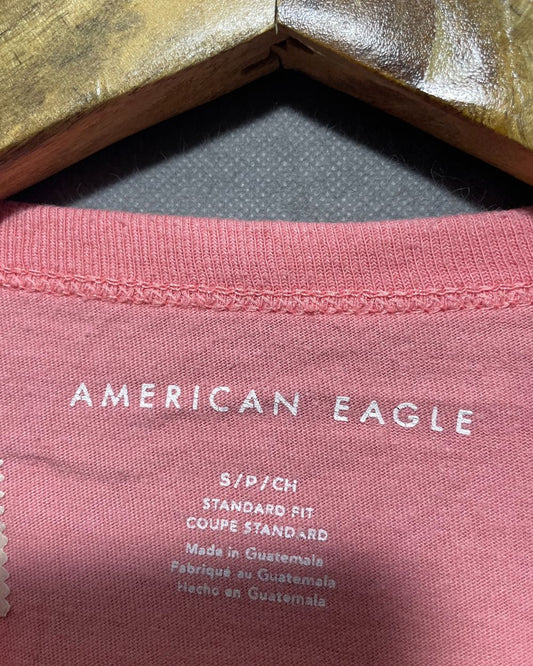 AMERICAN EAGLE
S/P/CH
STANDARD FIT
COUPE STANDARD
Made in Guatemala
Fabriqué au Guatemala
Hecho en Guatemala